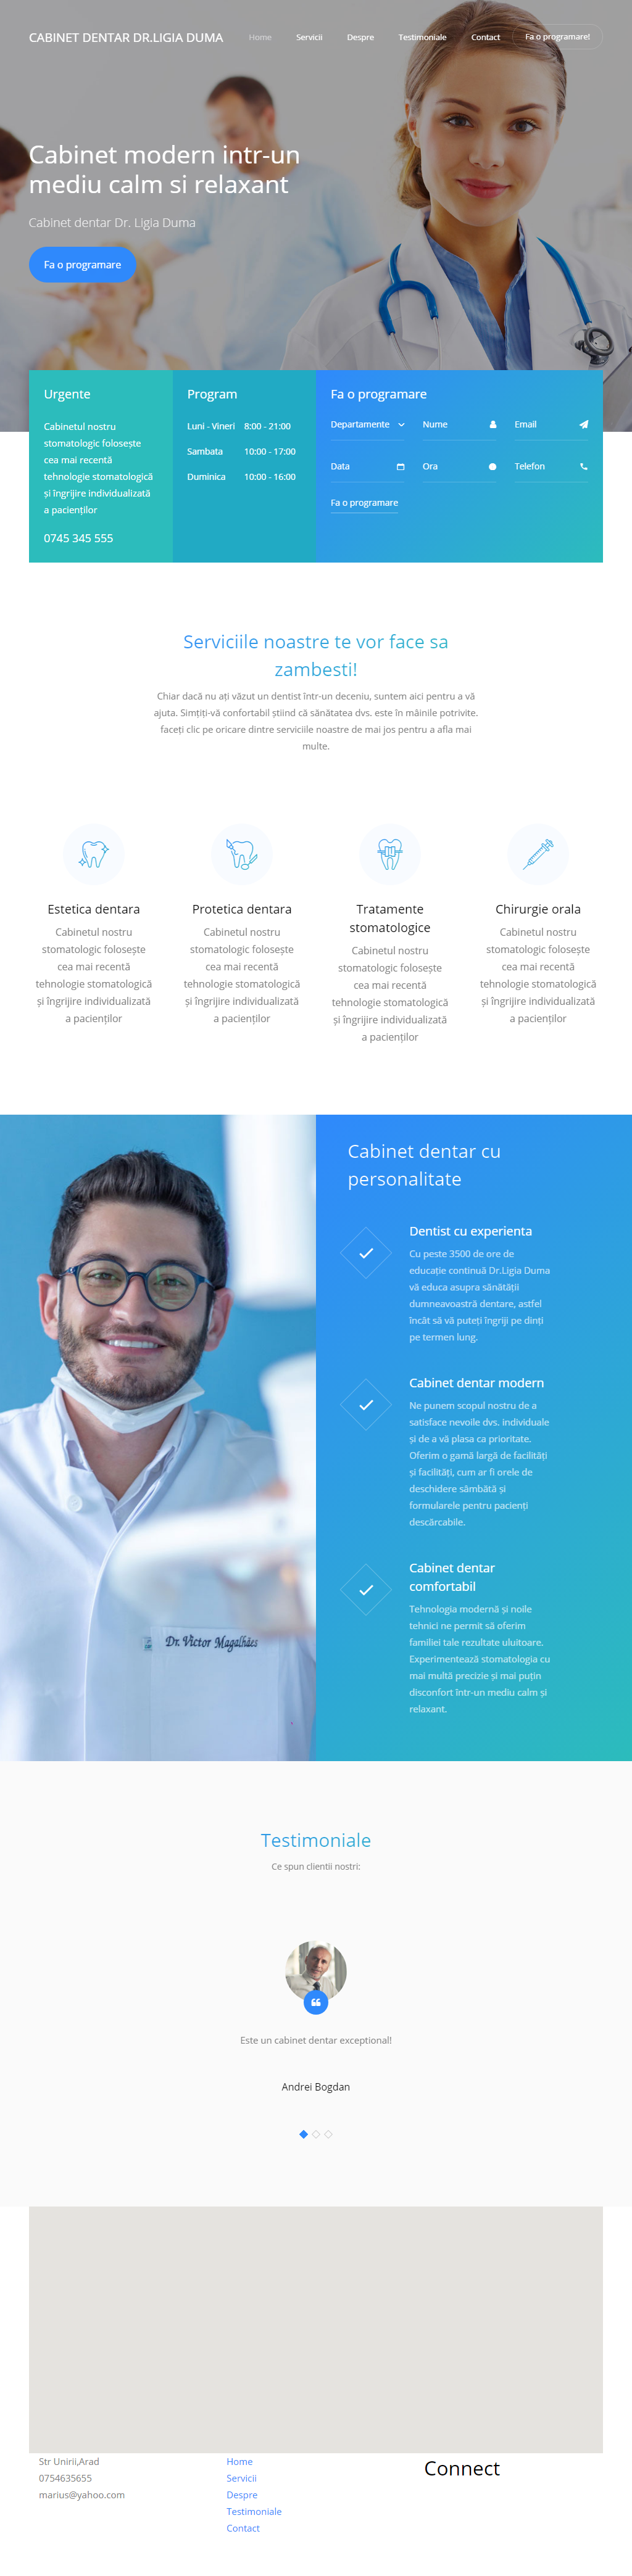 CABINET DENTAR DR.LIGIA DUMA
Home
Servicii
Despre
Testimoniale
Contact
Fa o programare!
Cabinet modern intr-un
mediu calm si relaxant
Cabinet dentar Dr. Ligia Duma
Fa o programare
Urgente
Cabinetul nostru
stomatologic folosește
cea mai recentă
tehnologie stomatologică
și îngrijire individualizată
a pacienților
0745 345 555
Program
Luni - Vineri 8:00 - 21:00
Sambata 10:00 - 17:00
Duminica 10:00 - 16:00
Fa o programare
Departamente Nume Email
Data Ora Telefon
Fa o programare
Serviciile noastre te vor face sa
zambesti!
Chiar dacă nu ați văzut un dentist într-un deceniu, suntem aici pentru a vă
ajuta. Simțiți-vă confortabil știind că sănătatea dvs. este în mâinile potrivite.
faceți clic pe oricare dintre serviciile noastre de mai jos pentru a afla mai
multe.
Estetica dentara
Cabinetul nostru
stomatologic folosește
cea mai recentă
tehnologie stomatologică
și îngrijire individualizată
a pacienților
Protetica dentara
Cabinetul nostru
stomatologic folosește
cea mai recentă
tehnologie stomatologică
și îngrijire individualizată
a pacienților
Tratamente
stomatologice
Cabinetul nostru
stomatologic folosește
cea mai recentă
tehnologie stomatologică
și îngrijire individualizată
a pacienților
Chirurgie orala
Cabinetul nostru
stomatologic folosește
cea mai recentă
tehnologie stomatologică
și îngrijire individualizată
a pacienților
Dr. Victor Magalhães
Cabinet dentar cu
personalitate
Dentist cu experienta
Cu peste 3500 de ore de
educație continuă Dr.Ligia Duma
vă educa asupra sănătății
dumneavoastră dentare, astfel
încât să vă puteți îngriji pe dinți
pe termen lung.
Cabinet dentar modern
Ne punem scopul nostru de a
satisface nevoile dvs. individuale
și de a vă plasa ca prioritate.
Oferim o gamă largă de facilități
și facilități, cum ar fi orele de
deschidere sâmbătă și
formularele pentru pacienți
descărcabile.
Cabinet dentar
comfortabil
Tehnologia modernă și noile
tehnici ne permit să oferim
familiei tale rezultate uluitoare.
Experimentează stomatologia cu
mai multă precizie și mai puțin
disconfort într-un mediu calm și
relaxant.
Testimoniale
Ce spun clientii nostri:
Este un cabinet dentar exceptional!
Andrei Bogdan
Str Unirii,Arad
0754635655
marius@yahoo.com
Home
Servicii
Despre
Testimoniale
Contact
Connect